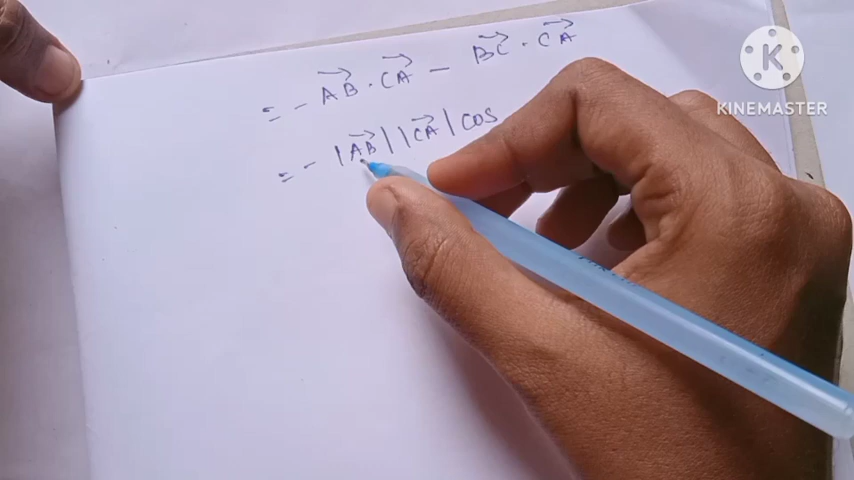 = - AB⃗ . CA⃗ - BC⃗ . CA⃗
= - |AB⃗| |CA⃗| COS
K
KINEMASTER